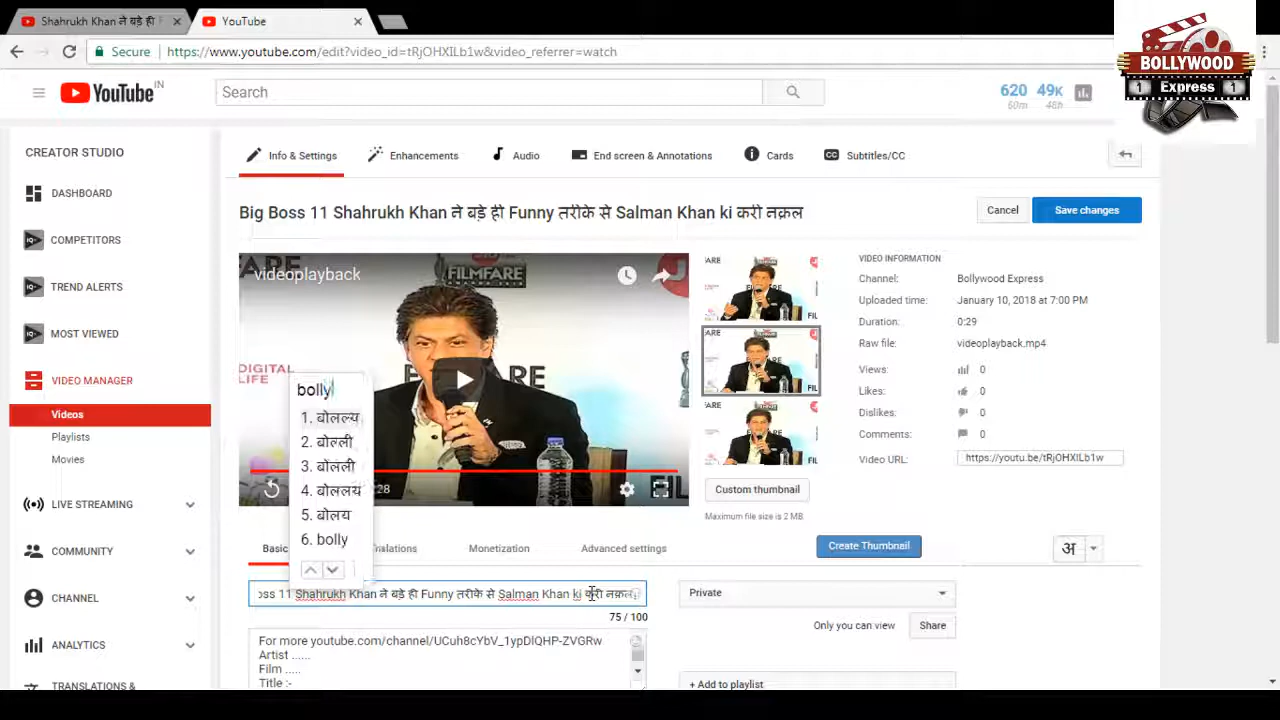 Shahrukh Khan ने बड़े ही F
YouTube
Secure
https://www.youtube.com/edit?video_id=tRjOHXILb1w&video_referrer=watch
BOLLYWOOD
1 Express 1
YouTube IN
Search
620 49K
60m 48h
CREATOR STUDIO
DASHBOARD
COMPETITORS
TREND ALERTS
MOST VIEWED
VIDEO MANAGER
Videos
Playlists
Movies
LIVE STREAMING
COMMUNITY
CHANNEL
ANALYTICS
TRANSLATIONS &
Info & Settings
Enhancements
Audio
End screen & Annotations
Cards
Subtitles/CC
Big Boss 11 Shahrukh Khan ने बड़े ही Funny तरीके से Salman Khan ki करी नक़ल
Cancel
Save changes
videoplayback
FILMFARE
DIGITAL
LIFE
bolly
1. बोलल्य
2. बोल्ली
3. बोलली
4. बोललय
5. बोलय
6. bolly
:28
Custom thumbnail
Maximum file size is 2 MB.
VIDEO INFORMATION
Channel: Bollywood Express
Uploaded time: January 10, 2018 at 7:00 PM
Duration: 0:29
Raw file: videoplayback.mp4
Views: 0
Likes: 0
Dislikes: 0
Comments: 0
Video URL: https://youtu.be/tRjOHXILb1w
Basic
nslations
Monetization
Advanced settings
Create Thumbnail
अ
oss 11 Shahrukh Khan ने बड़े ही Funny तरीके से Salman Khan ki करी नक़ल
75 / 100
Private
Only you can view
Share
For more youtube.com/channel/UCuh8cYbV_1ypDlQHP-ZVGRw
Artist ......
Film .....
Title :-
+ Add to playlist